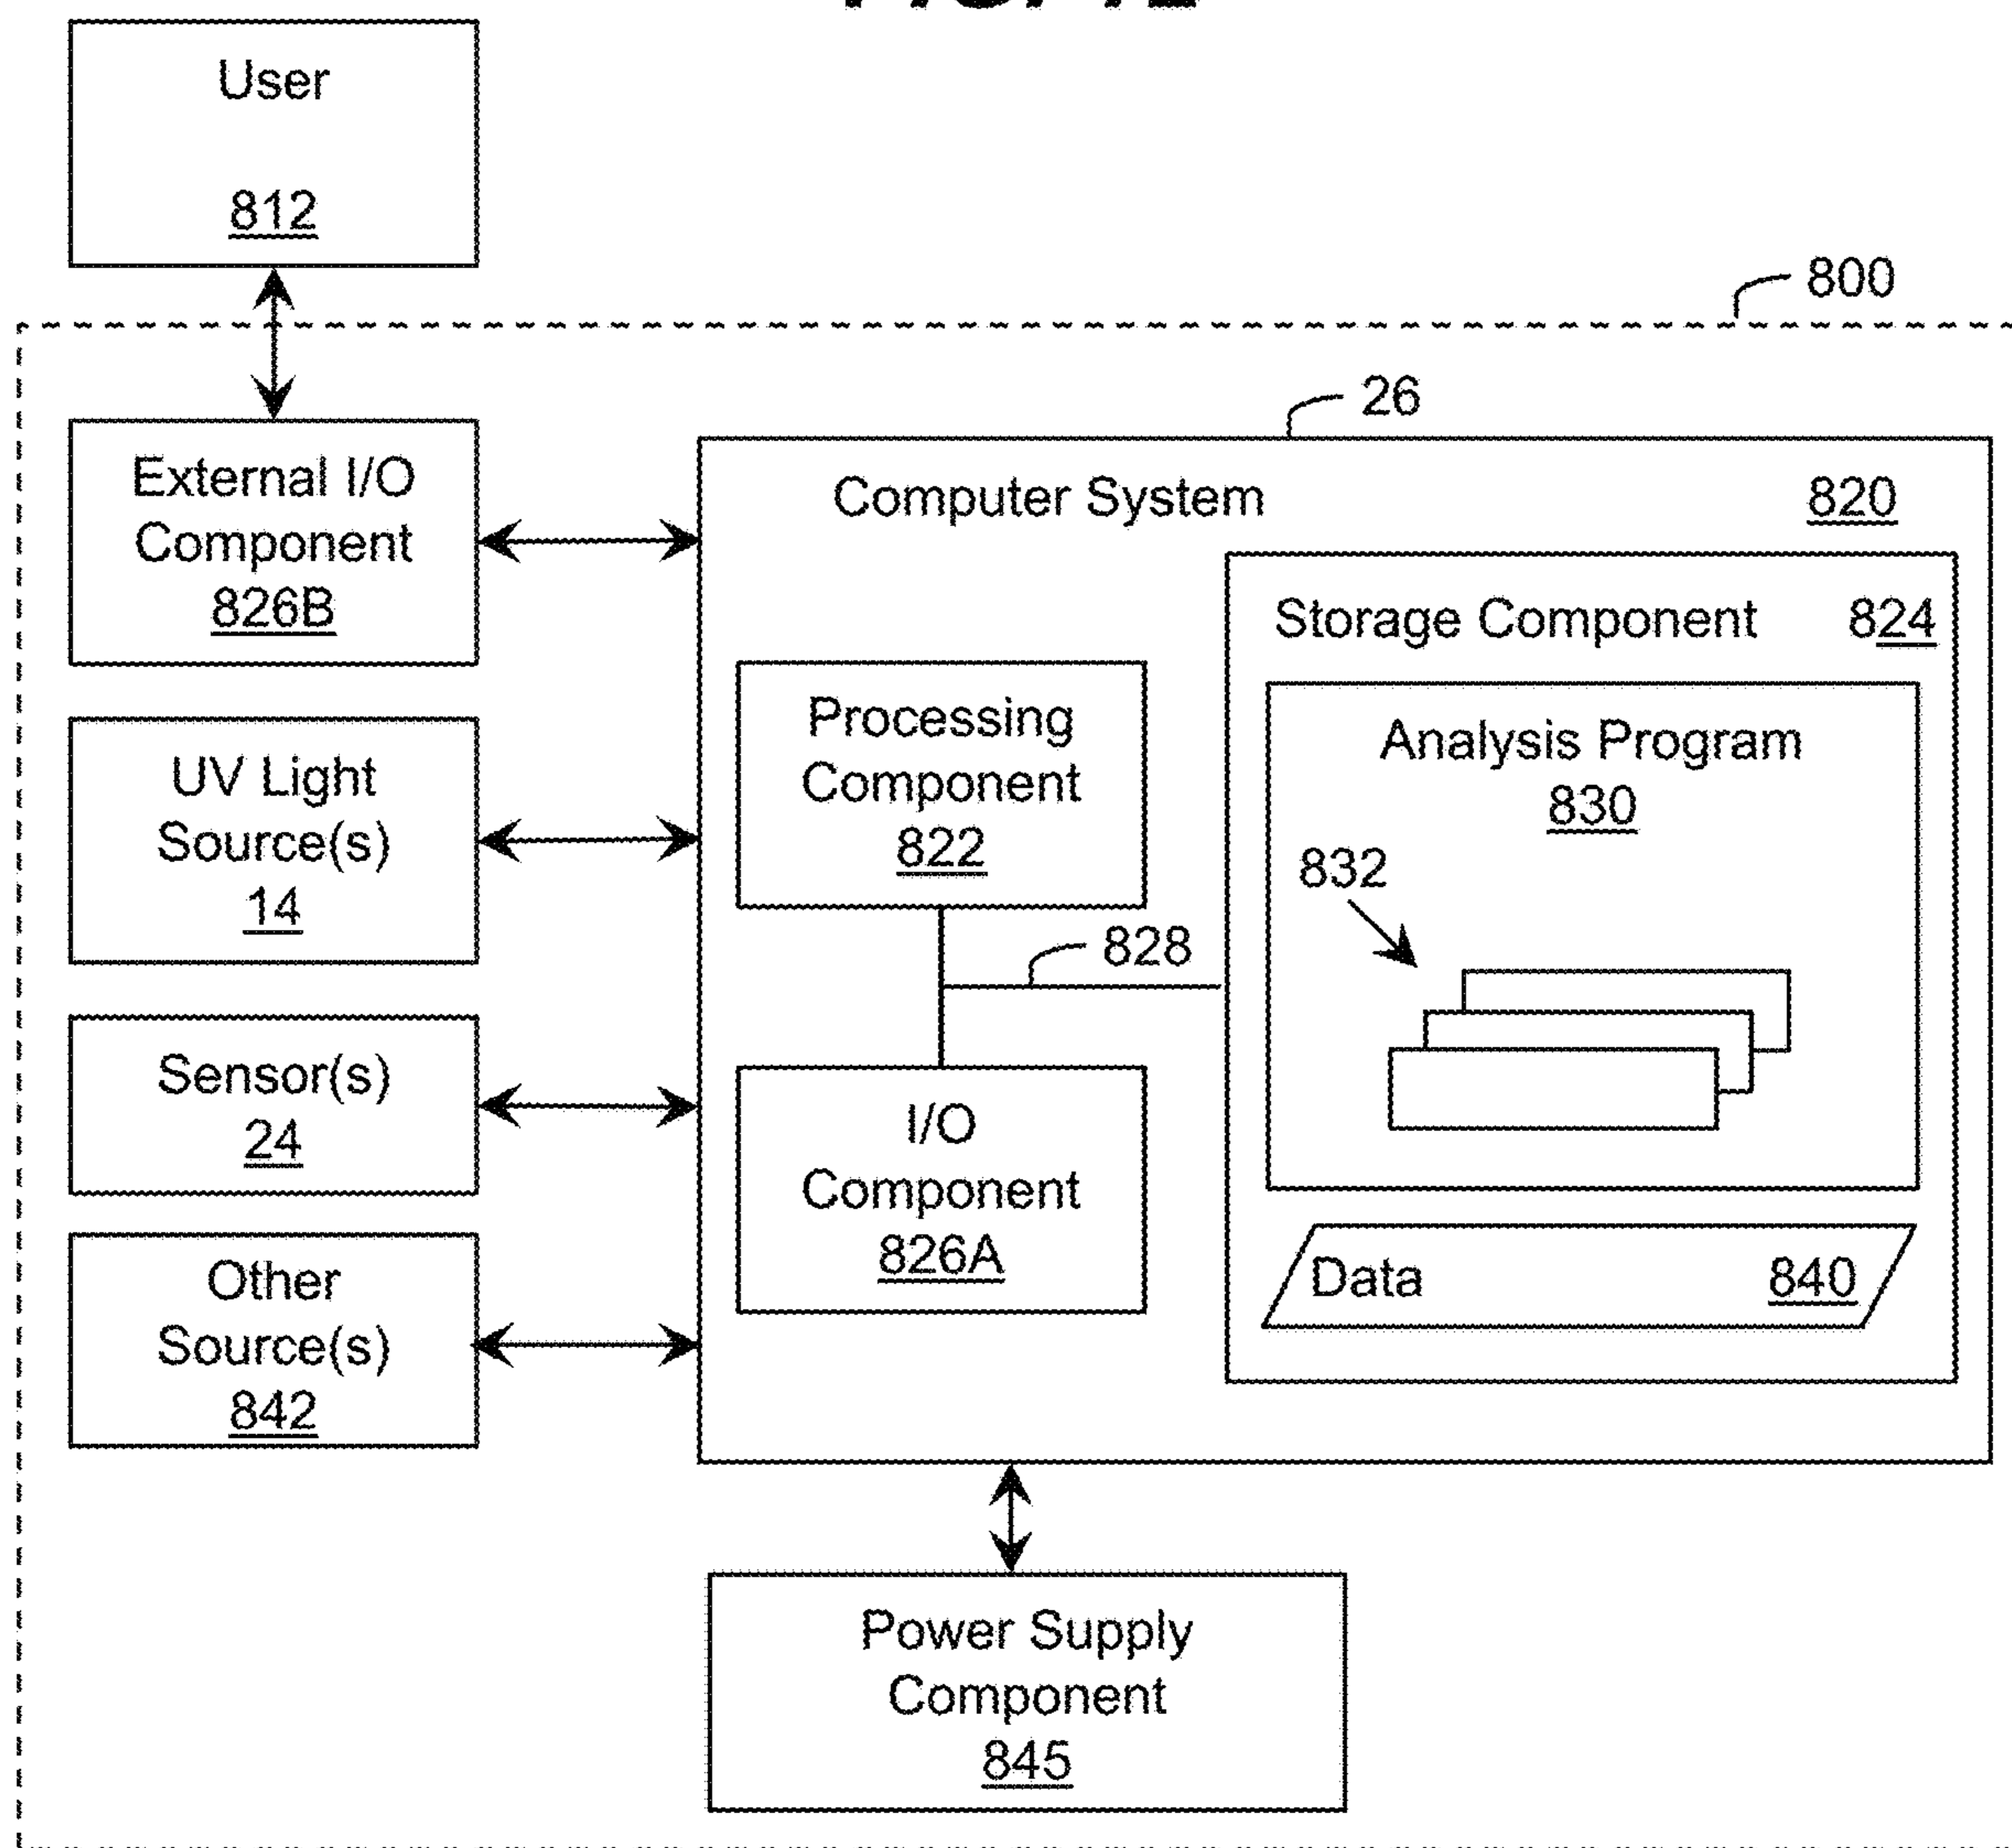 User
812
800
26
External I/O
Component
826B
Computer System
820
Storage Component
824
Processing
Component
822
Analysis Program
830
832
UV Light
Source(s)
14
828
Sensor(s)
24
I/O
Component
826A
Other
Source(s)
842
Data
840
Power Supply
Component
845